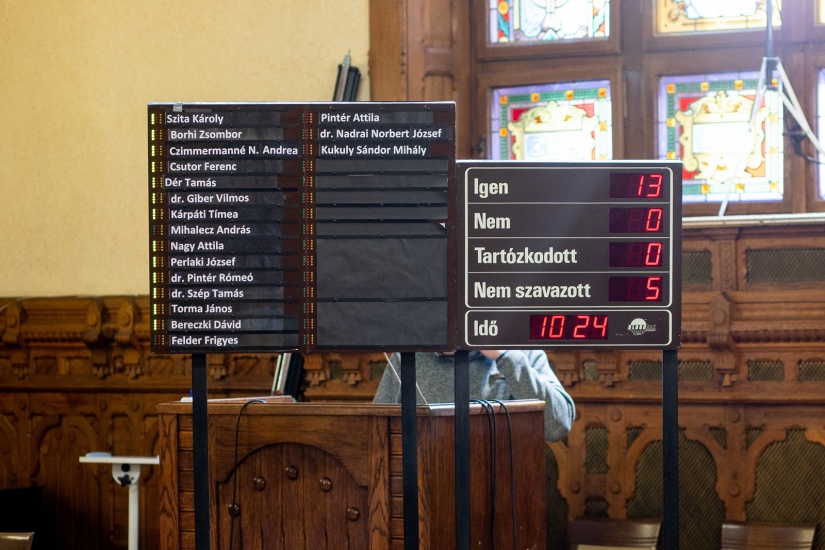 Szita Károly
Borhi Zsombor
Czimmermanné N. Andrea
Csutor Ferenc
Dér Tamás
dr. Giber Vilmos
Kárpáti Tímea
Mihalecz András
Nagy Attila
Perlaki József
dr. Pintér Rómeó
dr. Szép Tamás
Torma János
Bereczki Dávid
Felder Frigyes
Pintér Attila
dr. Nadrai Norbert József
Kukuly Sándor Mihály
Igen 13
Nem 0
Tartózkodott 0
Nem szavazott 5
Idő 10 24